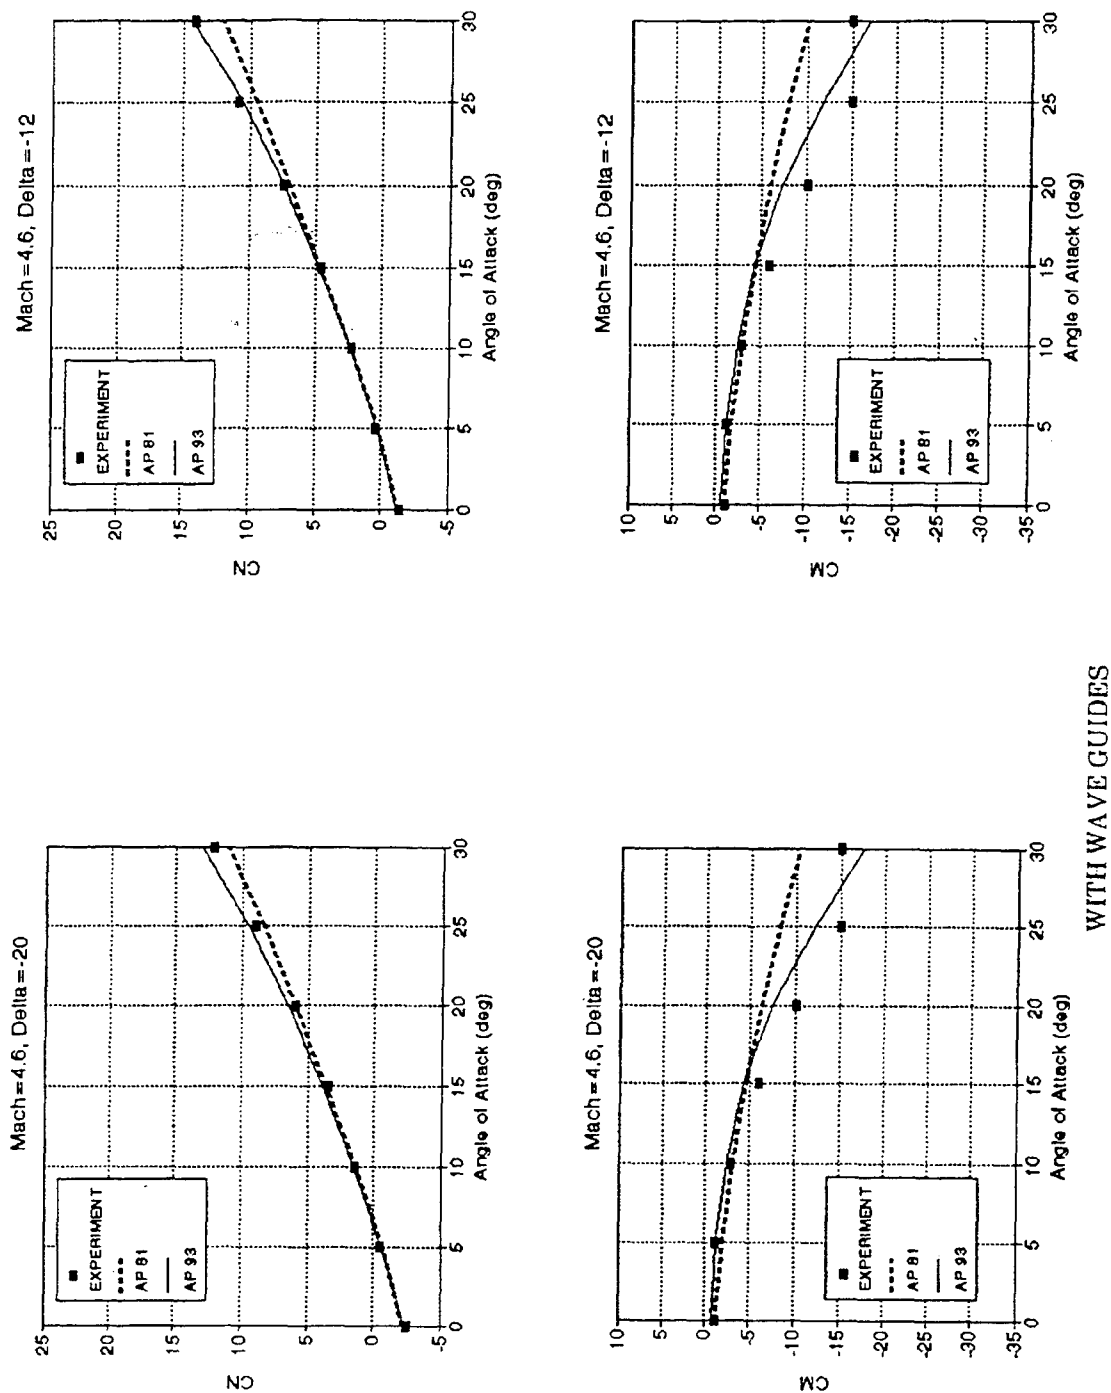 Mach=4.6, Delta=-20
EXPERIMENT
AP 81
AP 93
CN
25
20
15
10
5
0
-5
0
5
10
15
20
25
30
Angle of Attack (deg)
Mach=4.6, Delta=-12
EXPERIMENT
AP 81
AP 93
CN
25
20
15
10
5
0
-5
0
5
10
15
20
25
30
Angle of Attack (deg)
Mach=4.6, Delta=-20
EXPERIMENT
AP 81
AP 93
CM
10
5
0
-5
-10
-15
-20
-25
-30
-35
0
5
10
15
20
25
30
Angle of Attack (deg)
Mach=4.6, Delta=-12
EXPERIMENT
AP 81
AP 93
CM
10
5
0
-5
-10
-15
-20
-25
-30
-35
0
5
10
15
20
25
30
Angle of Attack (deg)
WITH WAVE GUIDES